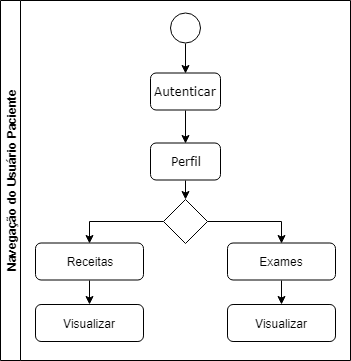 Navegação do Usuário Paciente
Autenticar
Perfil
Receitas
Exames
Visualizar
Visualizar